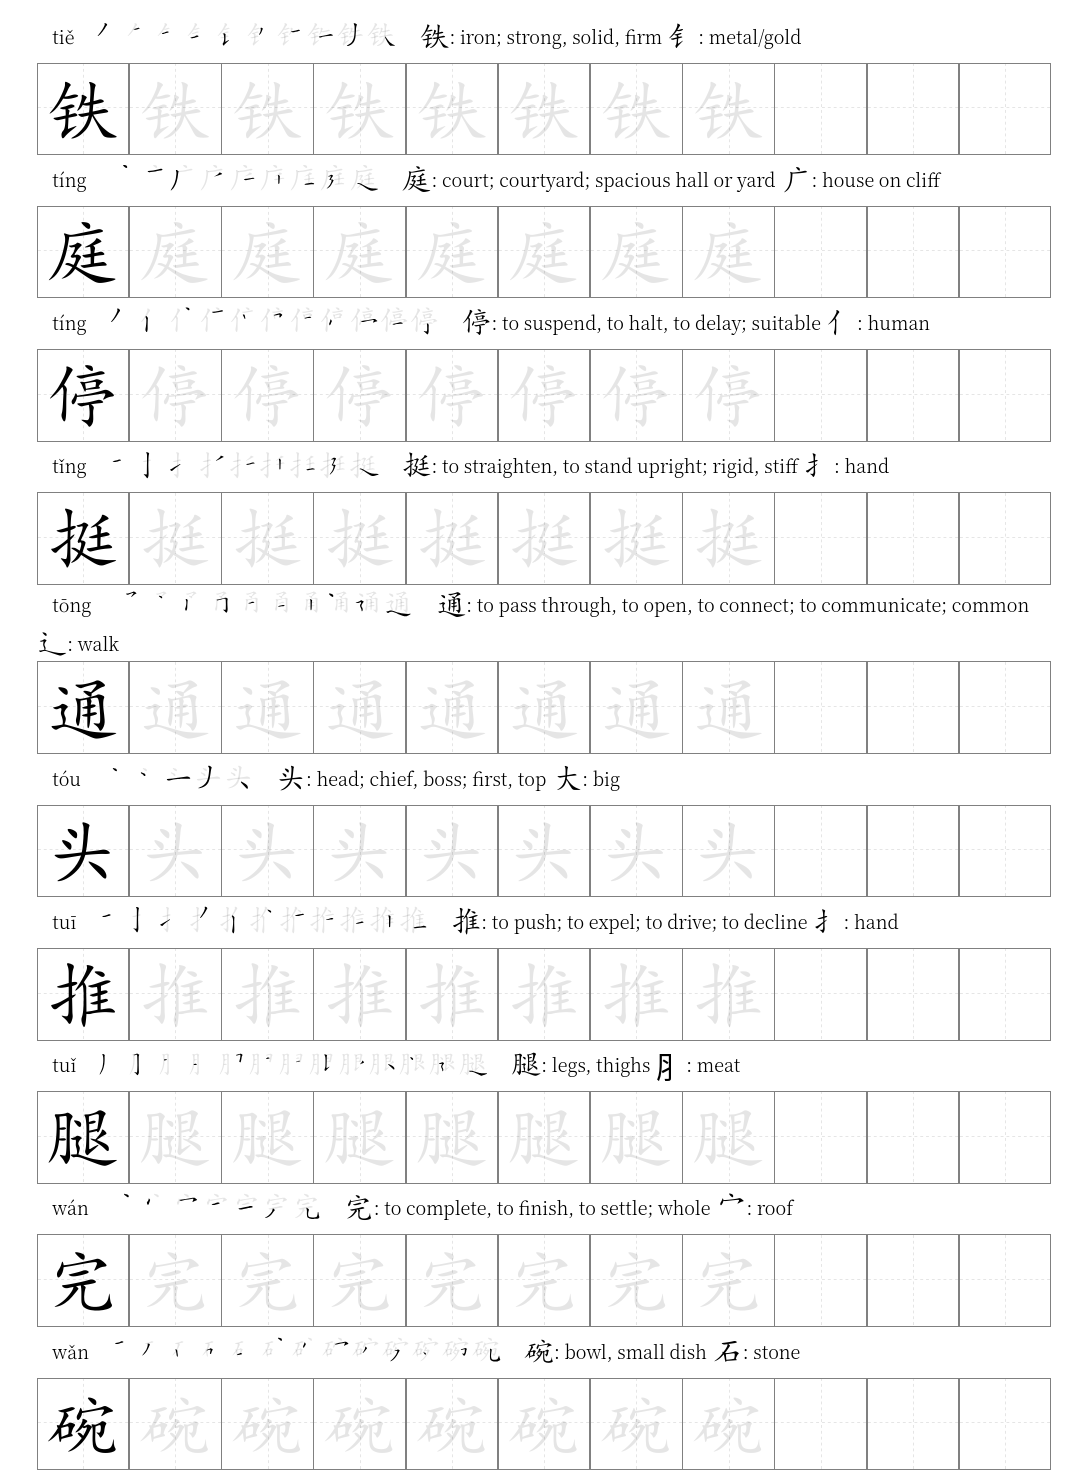 tiě 铁: iron; strong, solid, firm 钅: metal/gold
铁 铁 铁 铁 铁 铁 铁 铁
tíng 庭: court; courtyard; spacious hall or yard 广: house on cliff
庭 庭 庭 庭 庭 庭 庭 庭
tíng 停: to suspend, to halt, to delay; suitable 亻: human
停 停 停 停 停 停 停 停
tǐng 挺: to straighten, to stand upright; rigid, stiff 扌: hand
挺 挺 挺 挺 挺 挺 挺 挺
tōng 通: to pass through, to open, to connect; to communicate; common
辶: walk
通 通 通 通 通 通 通 通
tóu 头: head; chief, boss; first, top 大: big
头 头 头 头 头 头 头 头
tuī 推: to push; to expel; to drive; to decline 扌: hand
推 推 推 推 推 推 推 推
tuǐ 腿: legs, thighs ⺼: meat
腿 腿 腿 腿 腿 腿 腿 腿
wán 完: to complete, to finish, to settle; whole 宀: roof
完 完 完 完 完 完 完 完
wǎn 碗: bowl, small dish 石: stone
碗 碗 碗 碗 碗 碗 碗 碗